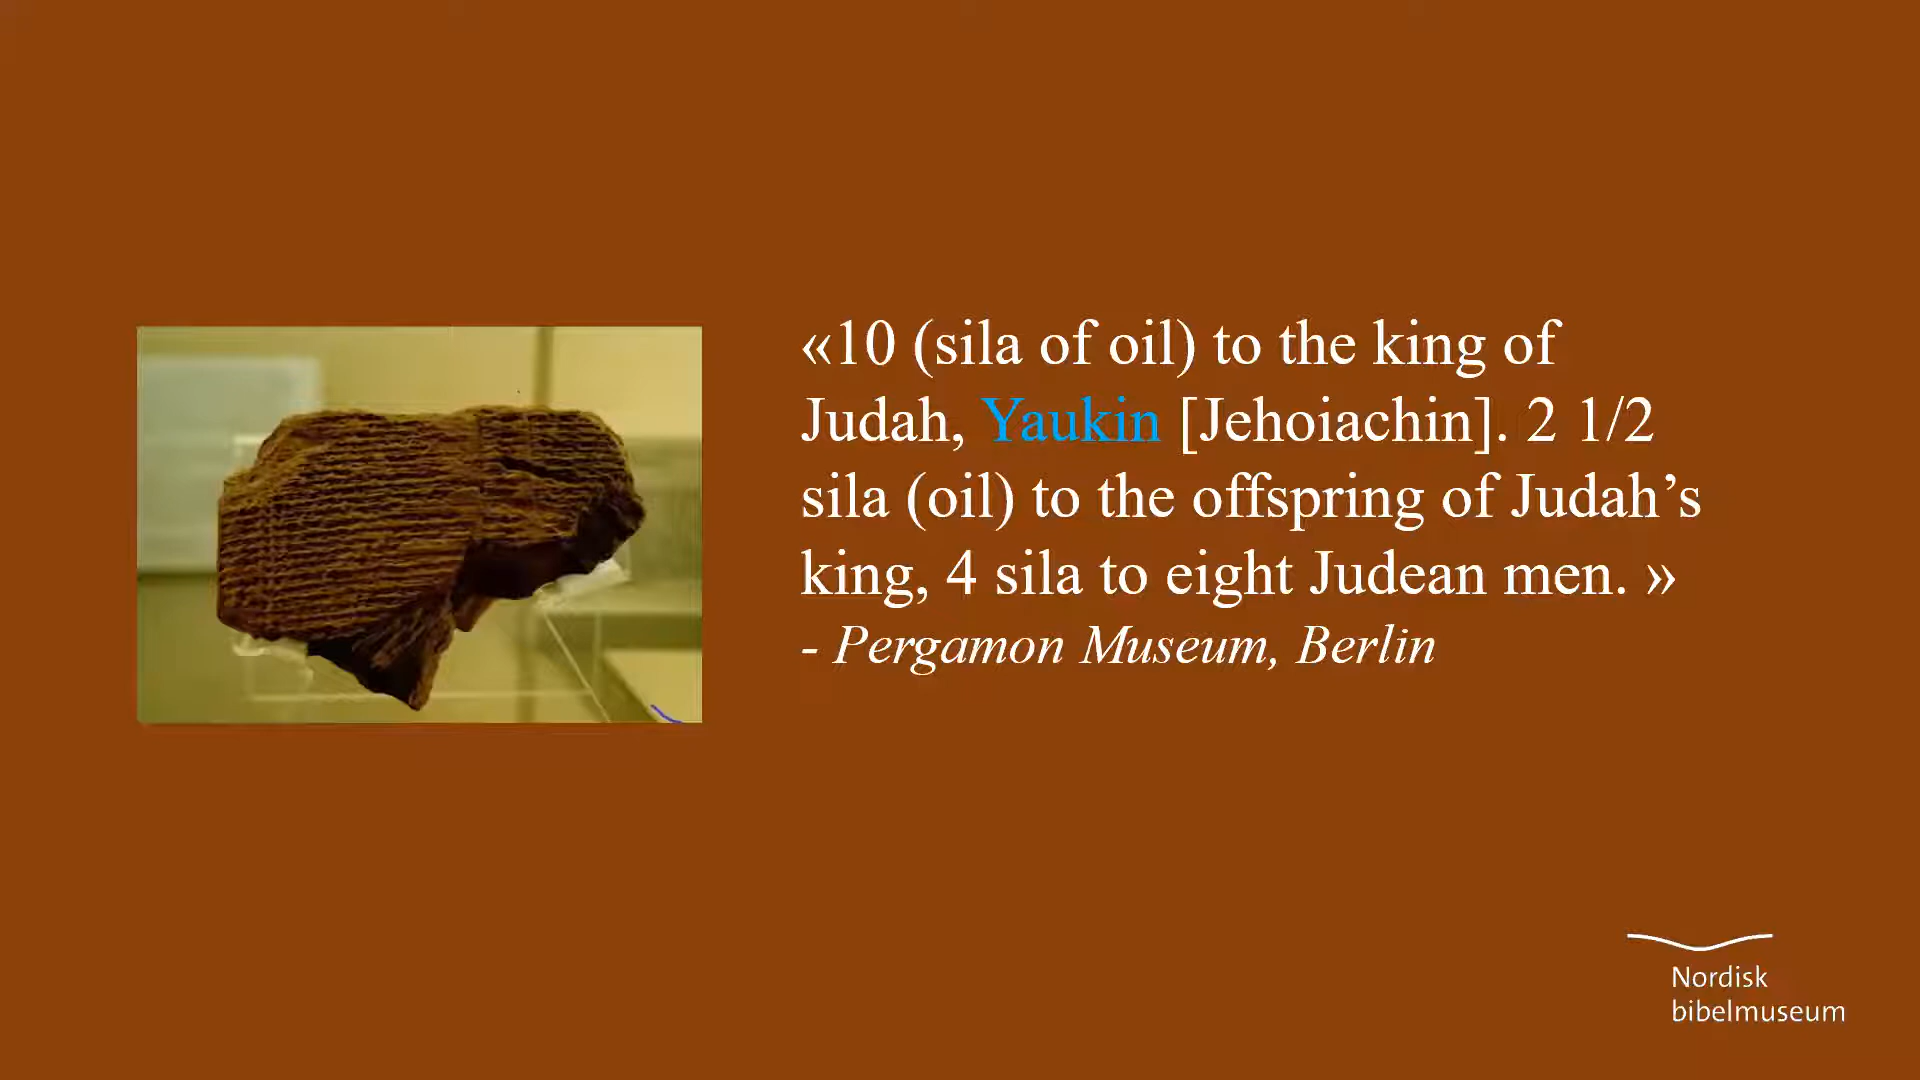 «10 (sila of oil) to the king of
Judah, Yaukin [Jehoiachin]. 2 1/2
sila (oil) to the offspring of Judah’s
king, 4 sila to eight Judean men. »
- Pergamon Museum, Berlin
Nordisk
bibelmuseum